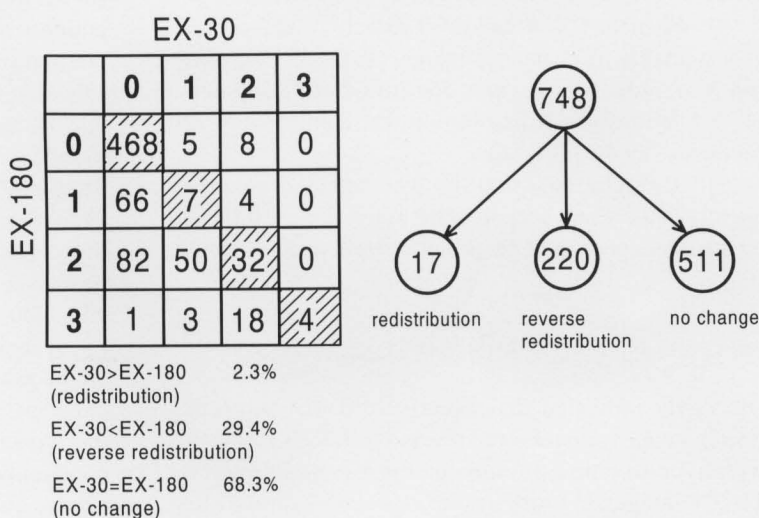 EX-30
0 1 2 3
EX-180
0 468 5 8 0
1 66 7 4 0
2 82 50 32 0
3 1 3 18 4
EX-30>EX-180 2.3%
(redistribution)
EX-30<EX-180 29.4%
(reverse redistribution)
EX-30=EX-180 68.3%
(no change)
748
17 220 511
redistribution reverse no change
redistribution